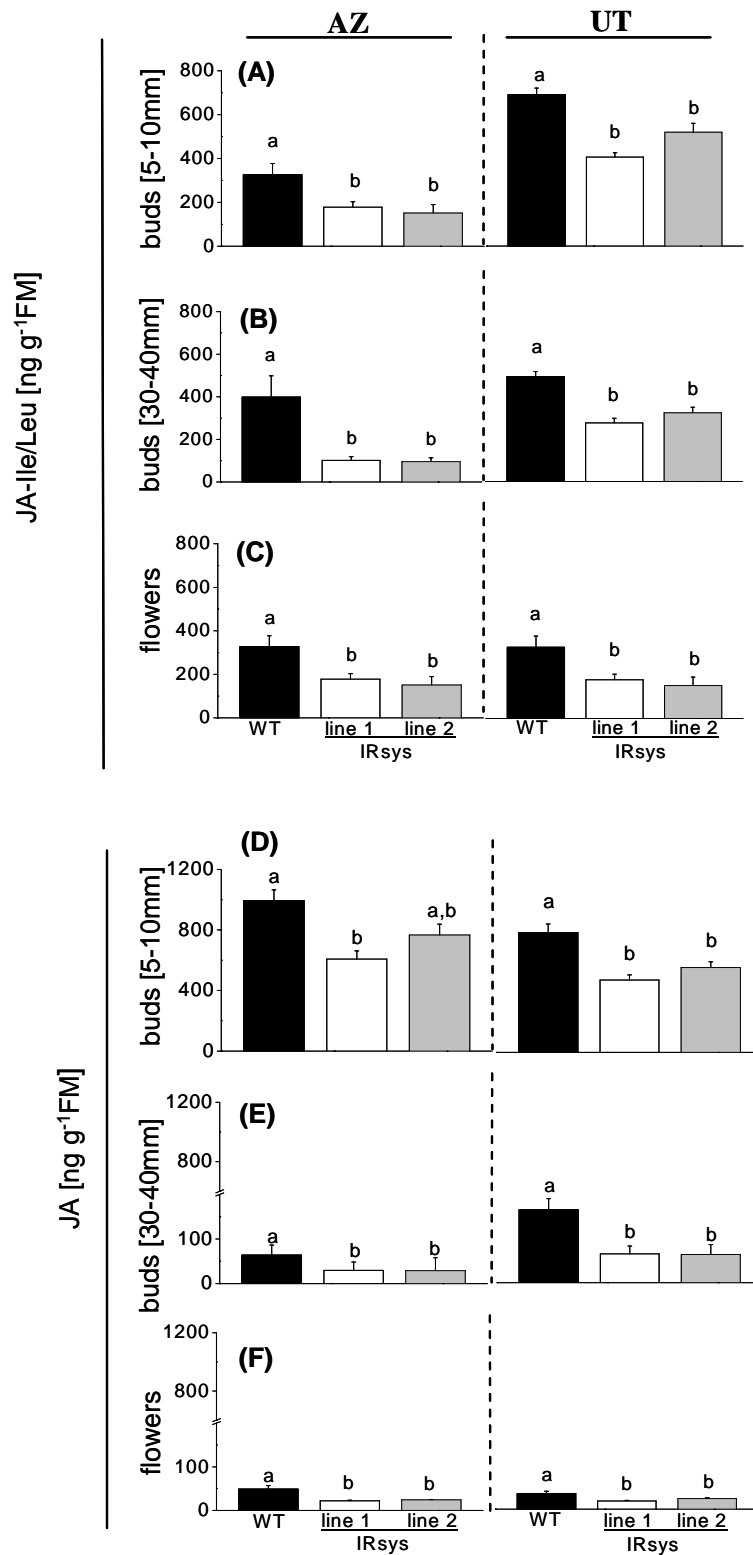 AZ UT
JA-Ile/Leu [ng g-1FM]
(A)
buds [5-10mm]
800
600
400
200
0
a b b
a b b
(B)
buds [30-40mm]
800
600
400
200
0
a b b
a b b
(C)
flowers
800
600
400
200
0
a b b
a b b
WT line 1 line 2 WT line 1 line 2
IRsys IRsys
JA [ng g-1FM]
(D)
buds [5-10mm]
1200
800
400
0
a b a,b
a b b
(E)
buds [30-40mm]
1200
800
100
0
a b b
a b b
(F)
flowers
1200
800
100
0
a b b
a b b
WT line 1 line 2 WT line 1 line 2
IRsys IRsys